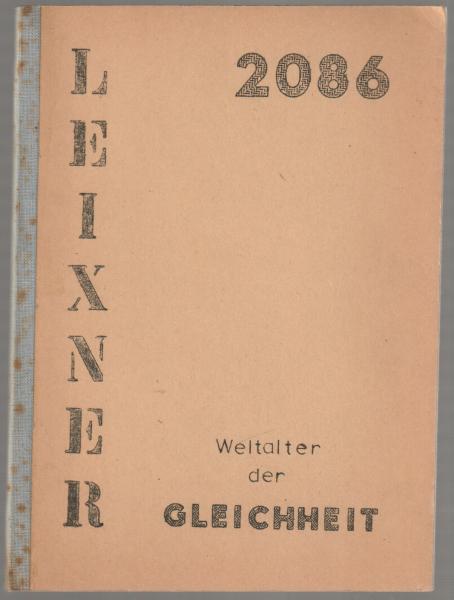 LEIXNER
2086
Weltalter
der
GLEICHHEIT